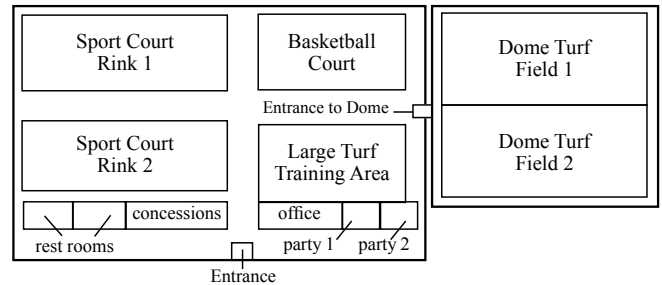 Sport Court
Rink 1
Basketball
Court
Dome Turf
Field 1
Entrance to Dome
Sport Court
Rink 2
Large Turf
Training Area
Dome Turf
Field 2
concessions
office
rest rooms
party 1
party 2
Entrance